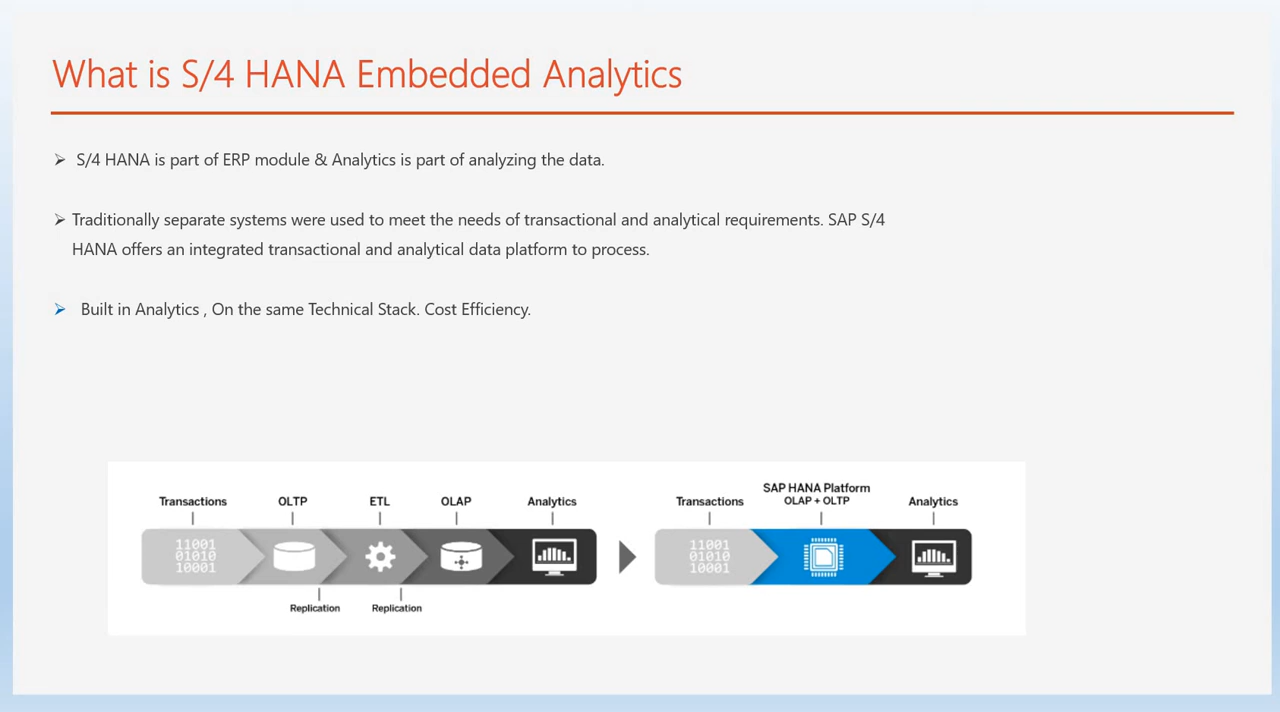 What is S/4 HANA Embedded Analytics
➢ S/4 HANA is part of ERP module & Analytics is part of analyzing the data.
➢ Traditionally separate systems were used to meet the needs of transactional and analytical requirements. SAP S/4
HANA offers an integrated transactional and analytical data platform to process.
➢ Built in Analytics , On the same Technical Stack. Cost Efficiency.
Transactions OLTP ETL OLAP Analytics
11001
01010
10001
Replication Replication
SAP HANA Platform
Transactions OLAP + OLTP Analytics
11001
01010
10001